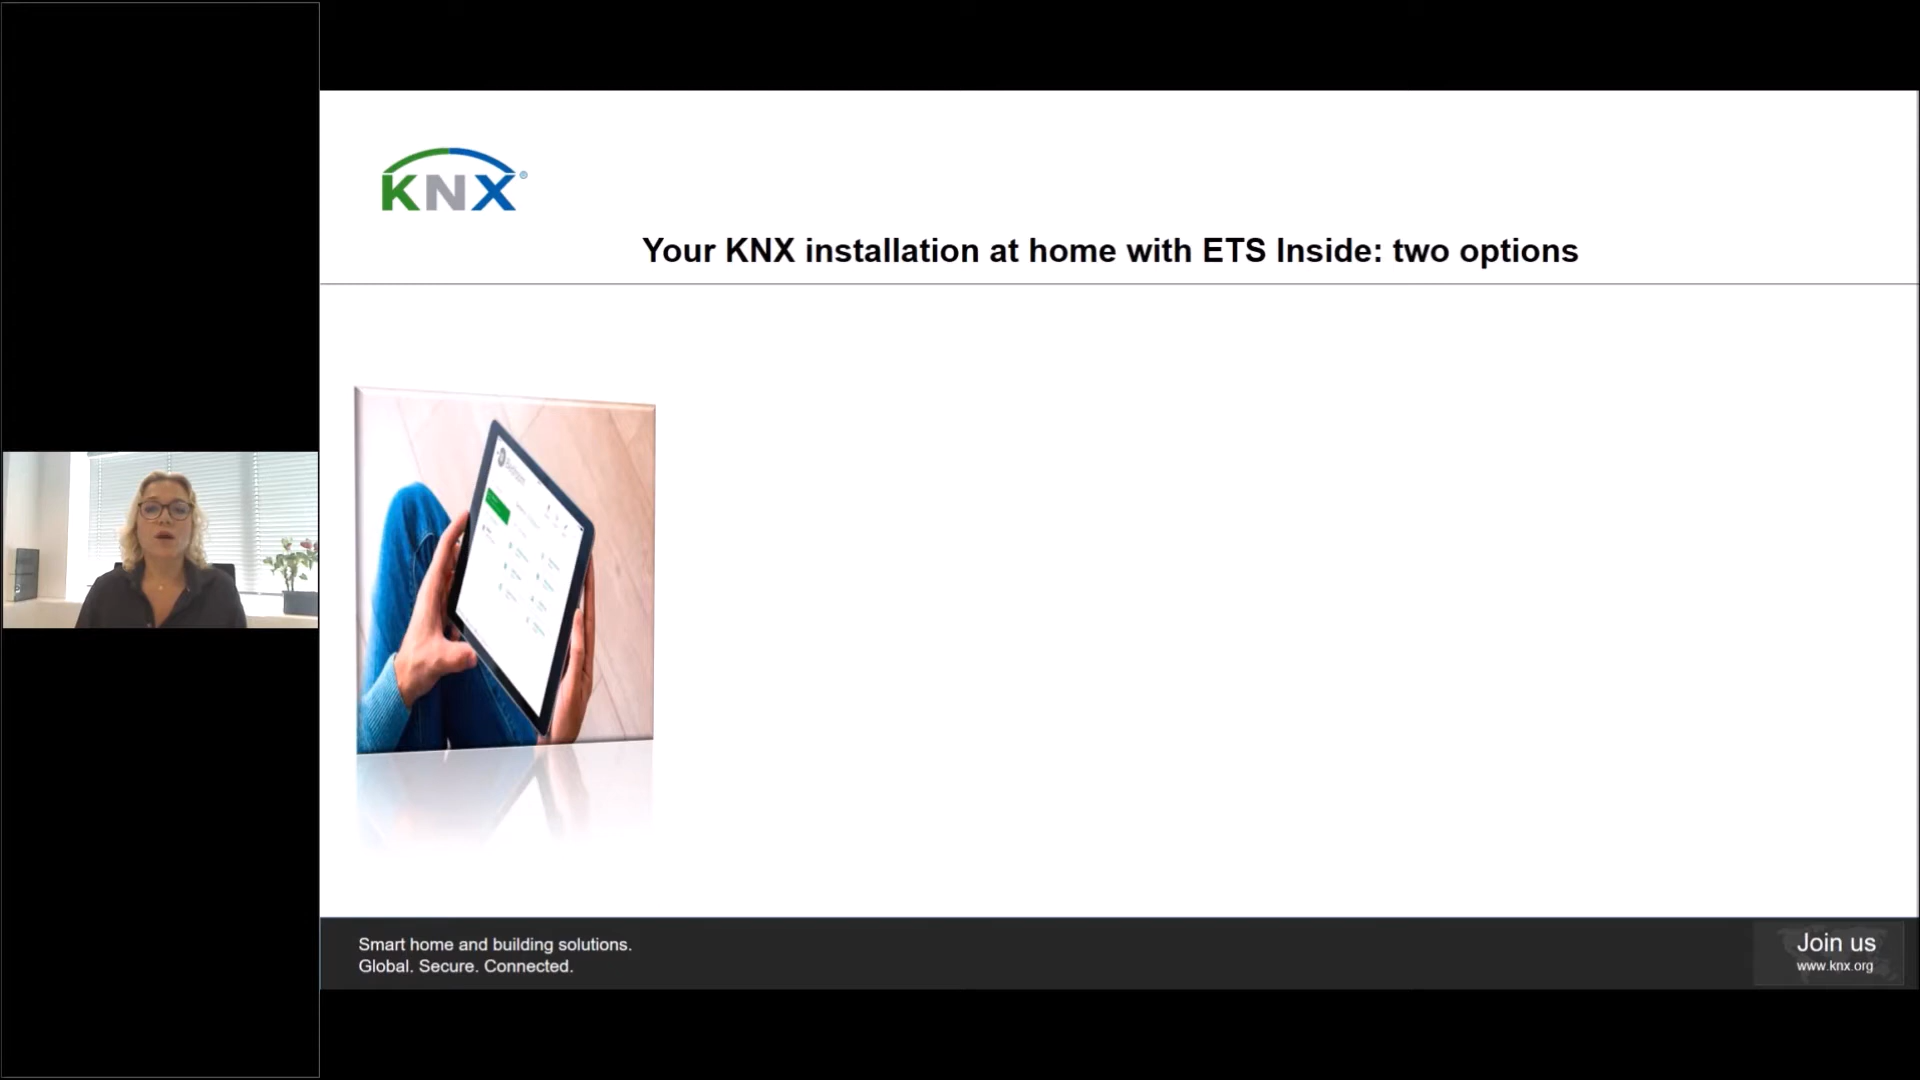 KNX®
Your KNX installation at home with ETS Inside: two options
Smart home and building solutions.
Global. Secure. Connected.
Join us
www.knx.org